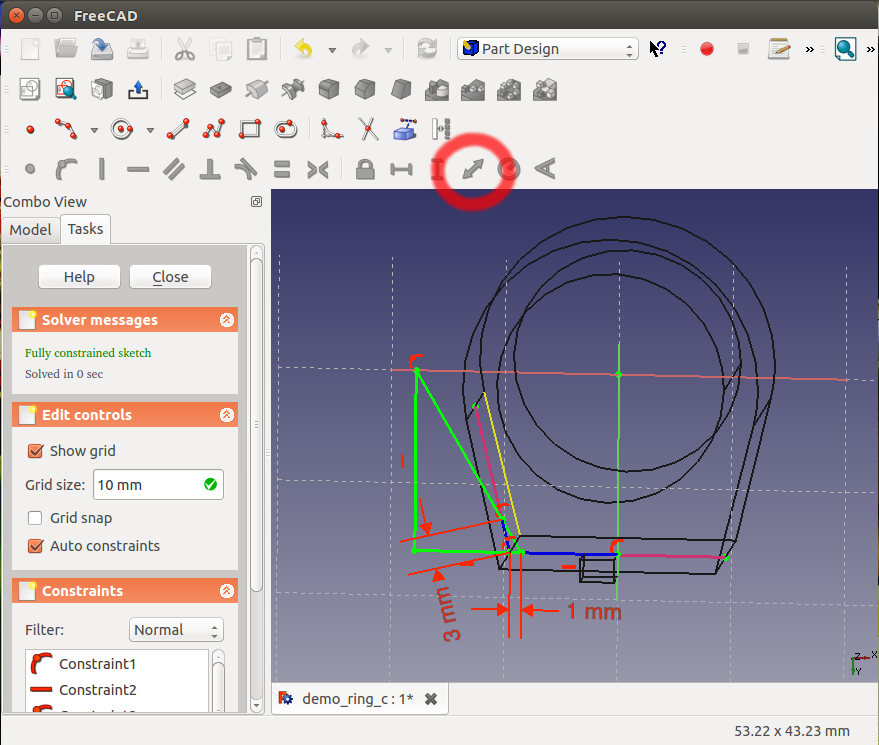 FreeCAD
Part Design
Combo View
Model
Tasks
Help
Close
Solver messages
Fully constrained sketch
Solved in 0 sec
Edit controls
Show grid
Grid size:
10 mm
Grid snap
Auto constraints
Constraints
Filter:
Normal
Constraint1
Constraint2
3 mm
1 mm
Z
X
Y
demo_ring_c : 1*
53.22 x 43.23 mm